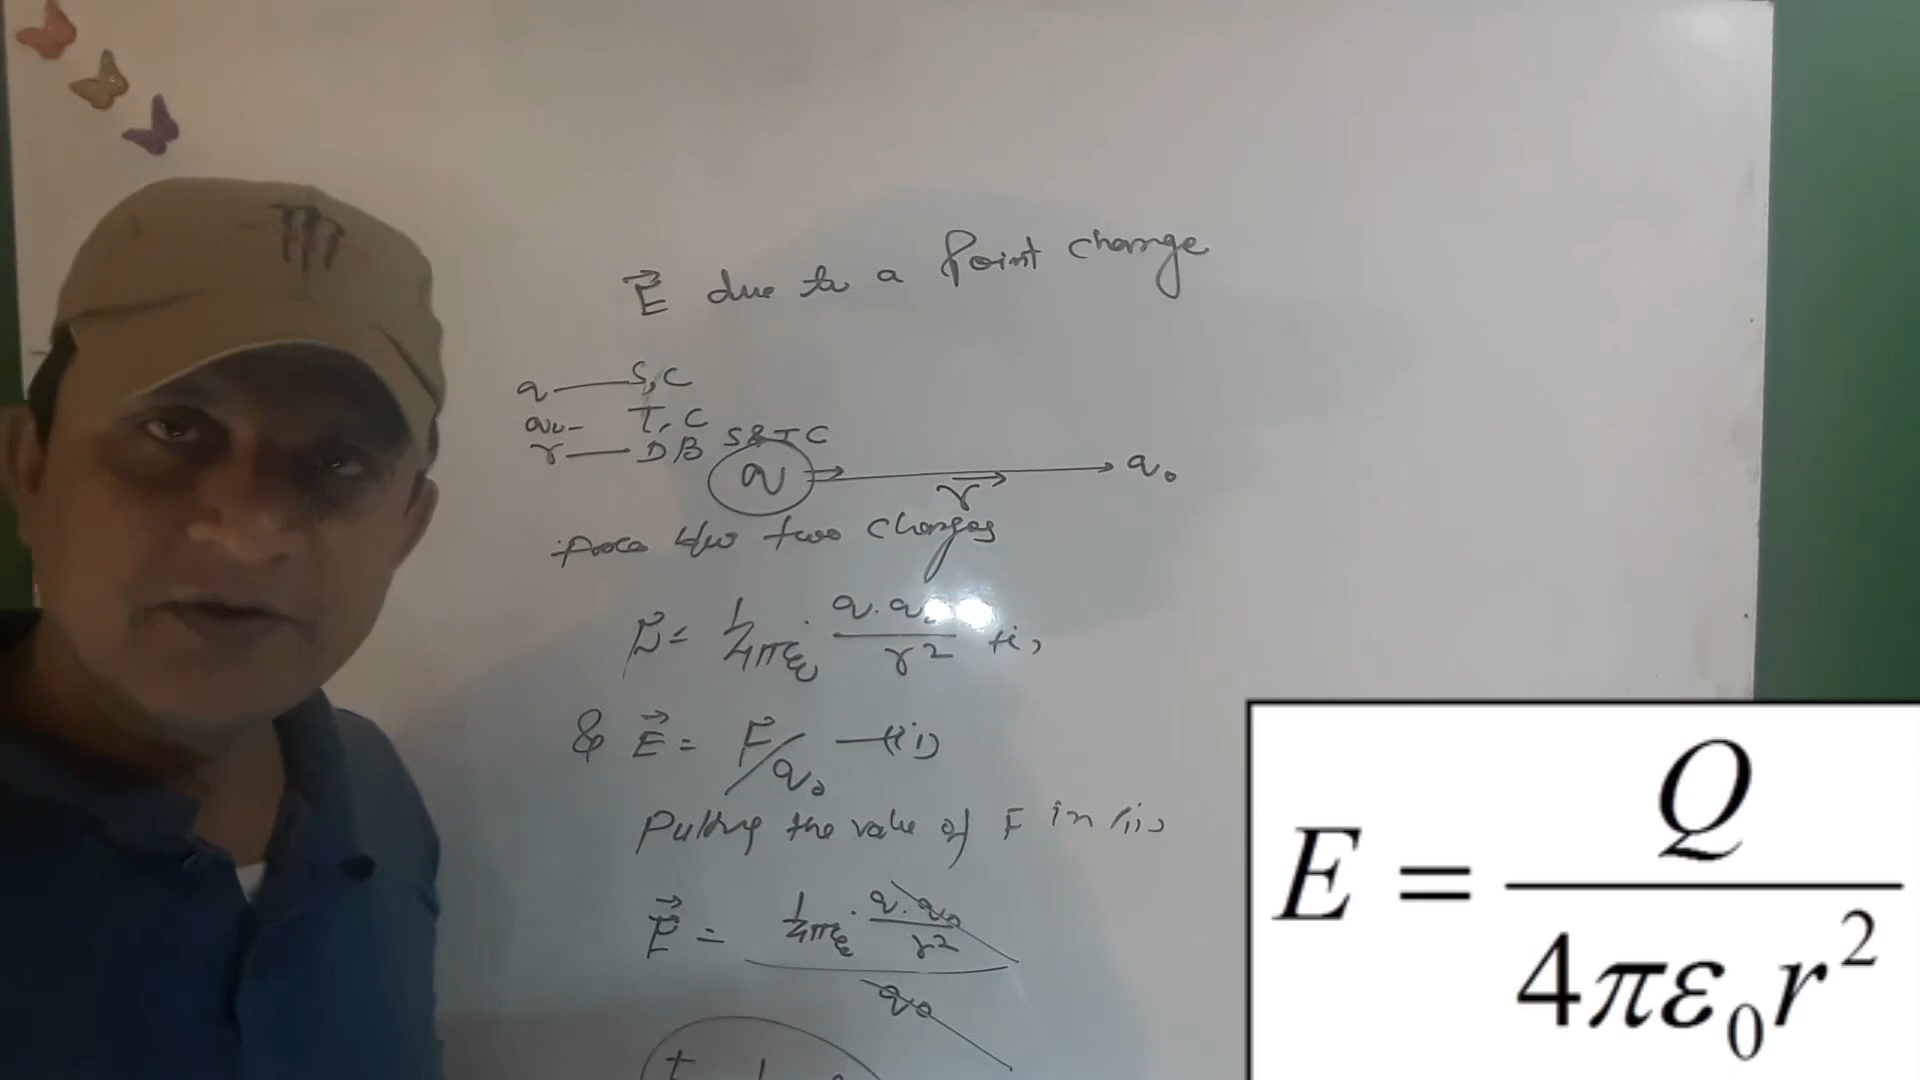 E⃗ due to a Point charge
q — S.C
q₀ — T.C
r — DB S & T C
q r⃗ q₀
force b/w two charges
F⃗ = 1/4πε₀ · q.q₀/r² (i)
& E⃗ = F/q₀ — (ii)
Putting the value of F in (ii)
E⃗ = 1/4πε₀ · q.q₀/r² / q₀
E = Q / 4πε₀r²